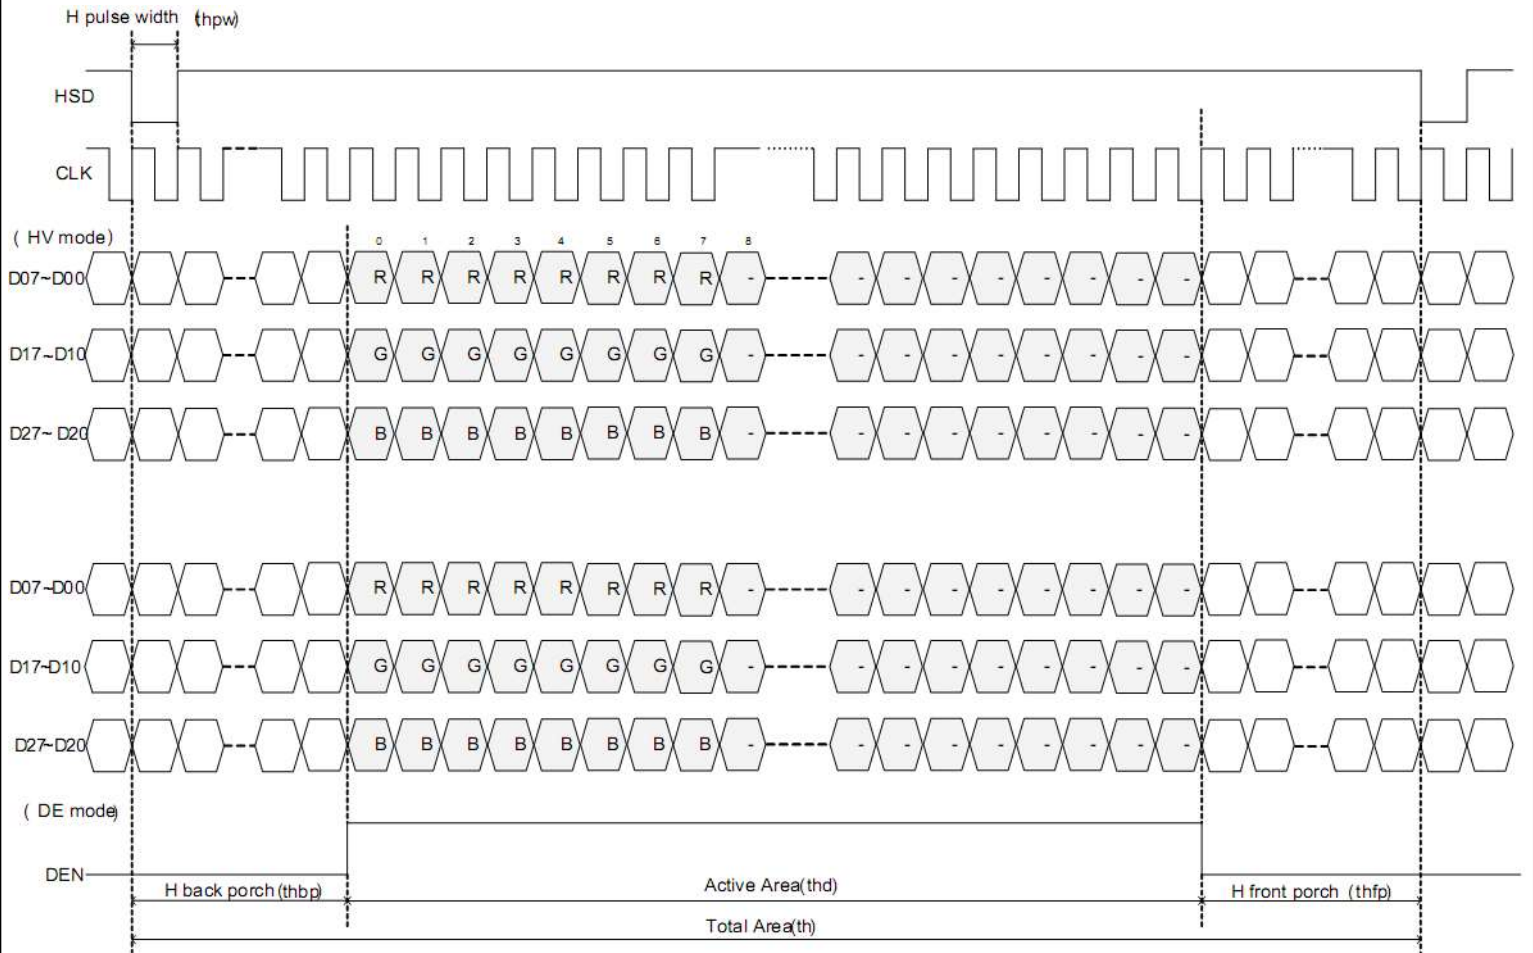 H pulse width (thpw)
HSD
CLK
( HV mode)
0 1 2 3 4 5 6 7 8
D07~D00 R R R R R R R R - - - - - - - - -
D17~D10 G G G G G G G G - - - - - - - - -
D27~ D20 B B B B B B B B - - - - - - - - -
D07~D00 R R R R R R R R - - - - - - - - -
D17~D10 G G G G G G G G - - - - - - - - -
D27~D20 B B B B B B B B - - - - - - - - -
( DE mode)
DEN
H back porch (thbp) Active Area(thd) H front porch (thfp)
Total Area(th)